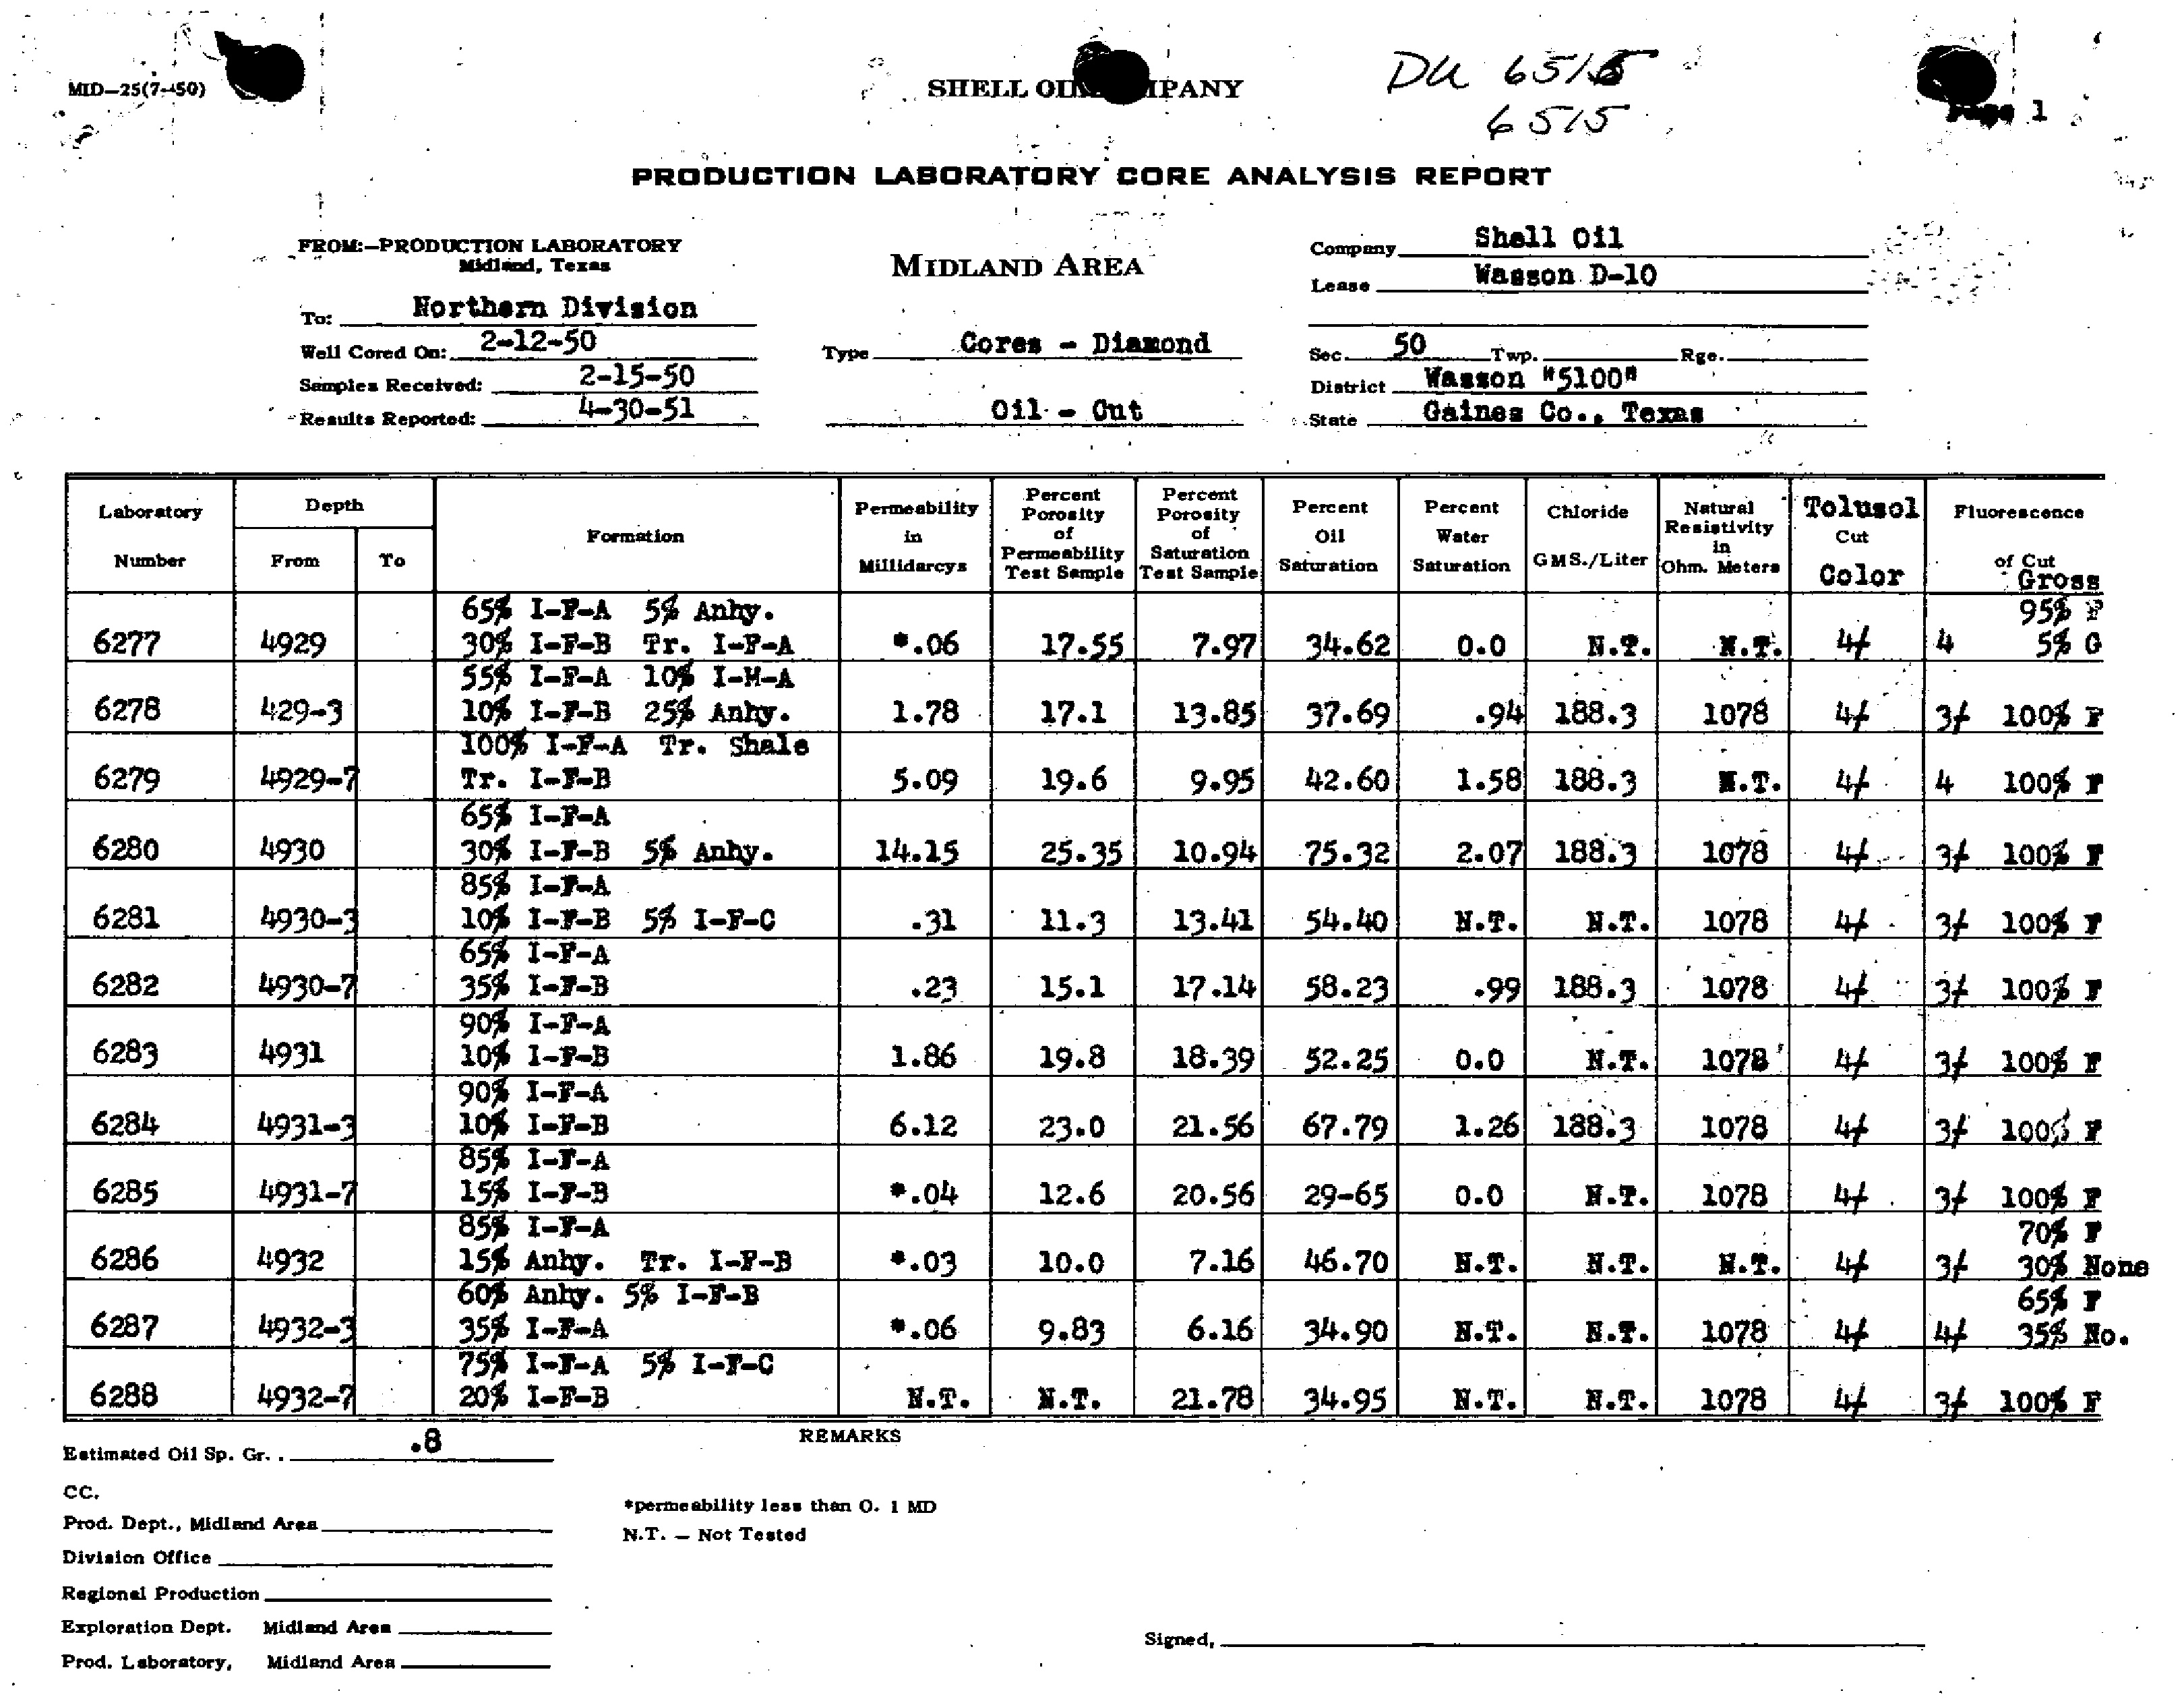 MID-25(7-50)
SHELL OIL COMPANY
DU 6515
6515
Page 1
PRODUCTION LABORATORY CORE ANALYSIS REPORT
FROM:-PRODUCTION LABORATORY
Midland, Texas
MIDLAND AREA
Company Shell Oil
Lease Wasson D-10
To: Northern Division
Well Cored On: 2-12-50
Type Cores - Diamond
Sec. 50 Twp. Rge.
Samples Received: 2-15-50
District Wasson "5100"
Results Reported: 4-30-51
Oil - Cut
State Gaines Co., Texas
Laboratory Number
Depth
From To
Formation
Permeability in Millidarcys
Percent Porosity of Permeability Test Sample
Percent Porosity of Saturation Test Sample
Percent Oil Saturation
Percent Water Saturation
Chloride GMS./Liter
Natural Resistivity in Ohm. Meters
Tolusol Cut Color
Fluorescence of Cut Gross
65% I-F-A 5% Anhy. 95% F
6277 4929 30% I-F-B Tr. I-F-A *.06 17.55 7.97 34.62 0.0 N.T. N.T. 4/ 4 5% G
55% I-F-A 10% I-M-A
6278 429-3 10% I-F-B 25% Anhy. 1.78 17.1 13.85 37.69 .94 188.3 1078 4/ 3/ 100% F
100% I-F-A Tr. Shale
6279 4929-7 Tr. I-F-B 5.09 19.6 9.95 42.60 1.58 188.3 N.T. 4/ 4 100% F
65% I-F-A
6280 4930 30% I-F-B 5% Anhy. 14.15 25.35 10.94 75.32 2.07 188.3 1078 4/ 3/ 100% F
85% I-F-A
6281 4930-3 10% I-F-B 5% I-F-C .31 11.3 13.41 54.40 N.T. N.T. 1078 4/ 3/ 100% F
65% I-F-A
6282 4930-7 35% I-F-B .23 15.1 17.14 58.23 .99 188.3 1078 4/ 3/ 100% F
90% I-F-A
6283 4931 10% I-F-B 1.86 19.8 18.39 52.25 0.0 N.T. 1078 4/ 3/ 100% F
90% I-F-A
6284 4931-3 10% I-F-B 6.12 23.0 21.56 67.79 1.26 188.3 1078 4/ 3/ 100% F
85% I-F-A
6285 4931-7 15% I-F-B *.04 12.6 20.56 29-65 0.0 N.T. 1078 4/ 3/ 100% F
85% I-F-A 70% F
6286 4932 15% Anhy. Tr. I-F-B *.03 10.0 7.16 46.70 N.T. N.T. N.T. 4/ 3/ 30% None
60% Anhy. 5% I-F-B 65% F
6287 4932-3 35% I-F-A *.06 9.83 6.16 34.90 N.T. N.T. 1078 4/ 4/ 35% No.
75% I-F-A 5% I-F-C
6288 4932-7 20% I-F-B N.T. N.T. 21.78 34.95 N.T. N.T. 1078 4/ 3/ 100% F
Estimated Oil Sp. Gr. . .8
REMARKS
CC.
*permeability less than 0. 1 MD
Prod. Dept., Midland Area
N.T. - Not Tested
Division Office
Regional Production
Exploration Dept. Midland Area
Signed,
Prod. Laboratory, Midland Area